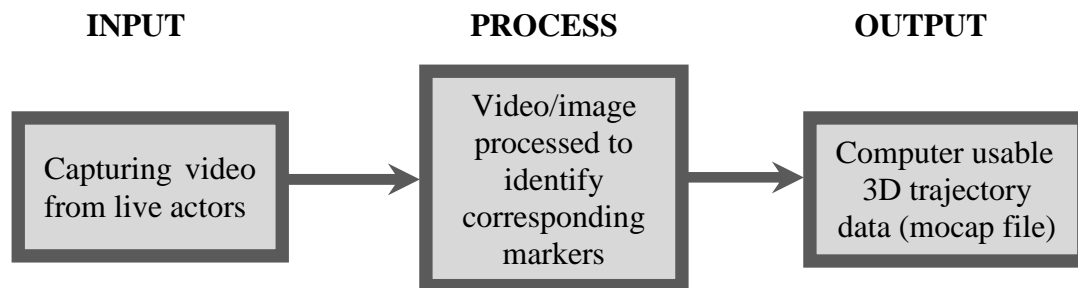 INPUT
PROCESS
OUTPUT
Capturing video
from live actors
Video/image
processed to
identify
corresponding
markers
Computer usable
3D trajectory
data (mocap file)